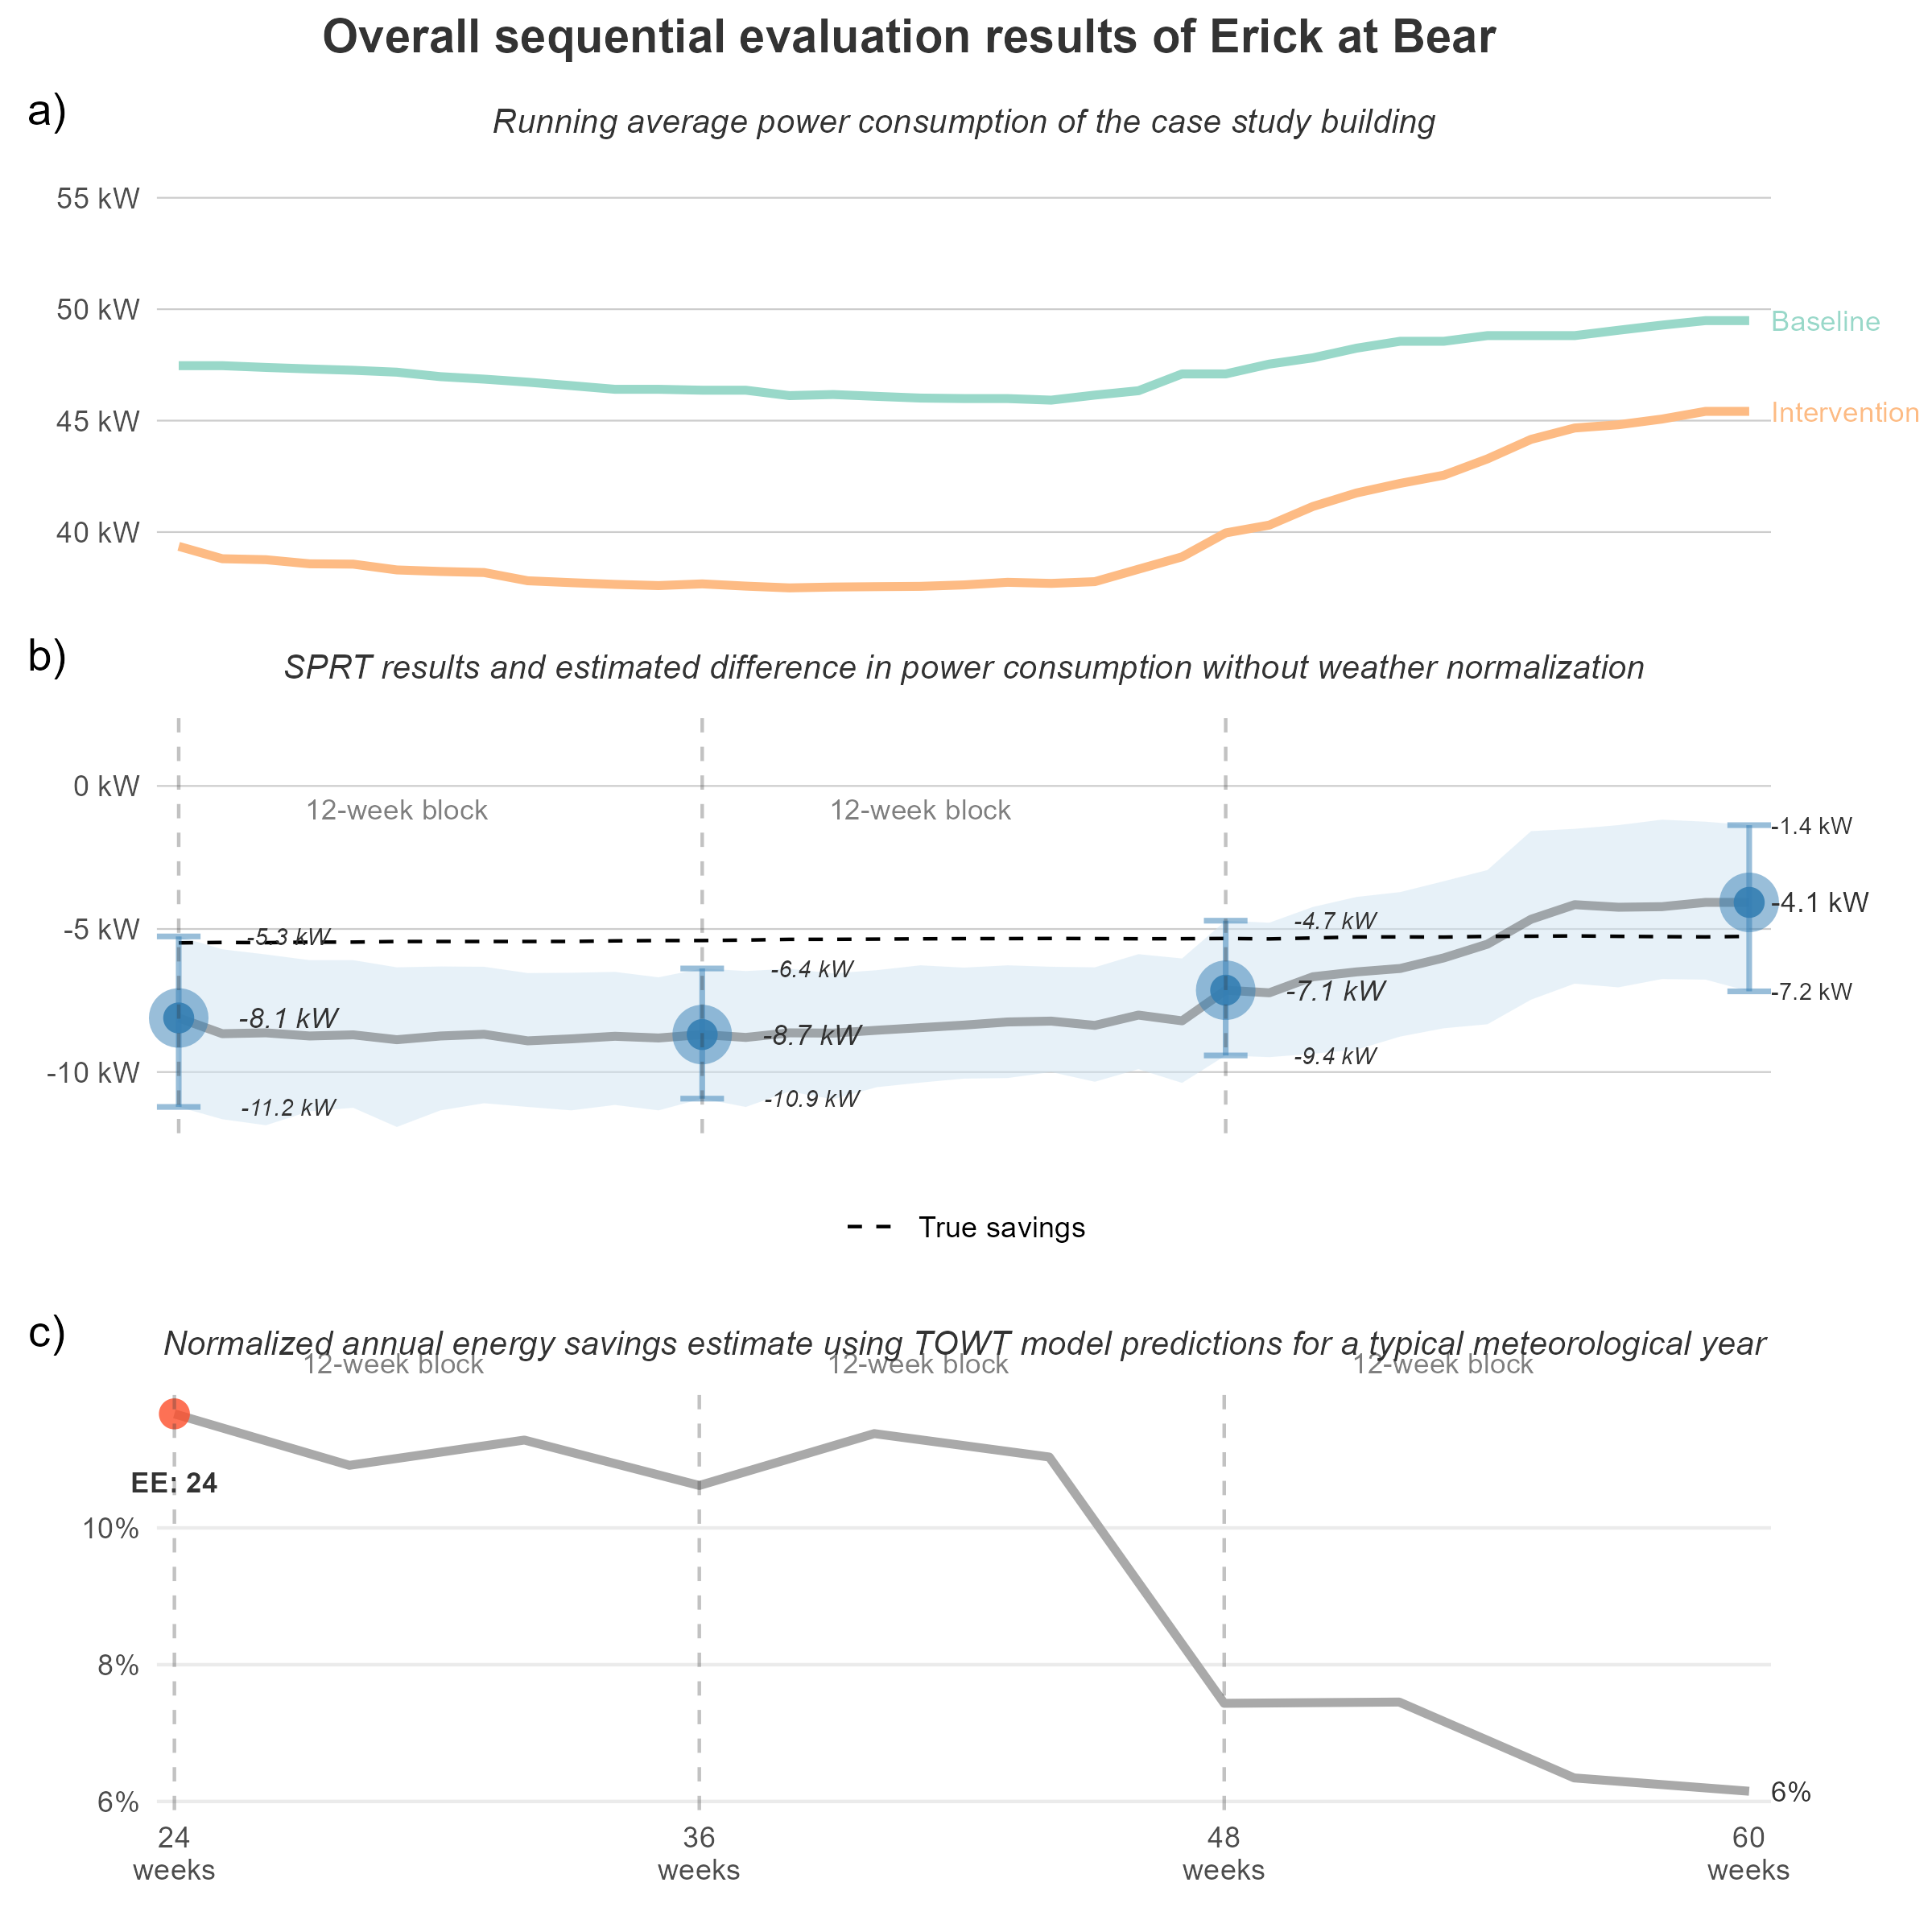 Overall sequential evaluation results of Erick at Bear
a)
Running average power consumption of the case study building
55 kW
50 kW
Baseline
45 kW
Intervention
40 kW
b)
SPRT results and estimated difference in power consumption without weather normalization
0 kW
12-week block
12-week block
-1.4 kW
-4.1 kW
-4.7 kW
-5 kW
-5.3 kW
-6.4 kW
-7.1 kW
-7.2 kW
-8.1 kW
-8.7 kW
-9.4 kW
-10 kW
-10.9 kW
-11.2 kW
True savings
c)
Normalized annual energy savings estimate using TOWT model predictions for a typical meteorological year
12-week block
12-week block
12-week block
EE: 24
10%
8%
6%
6%
24
weeks
36
weeks
48
weeks
60
weeks